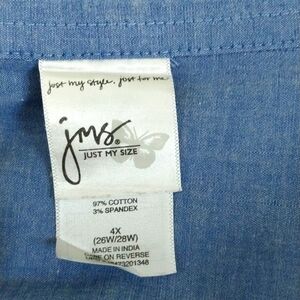 just my style. just for me.
jms®
JUST MY SIZE
97% COTTON
3% SPANDEX
4X
(26W/28W)
MADE IN INDIA
ON REVERSE
473201348